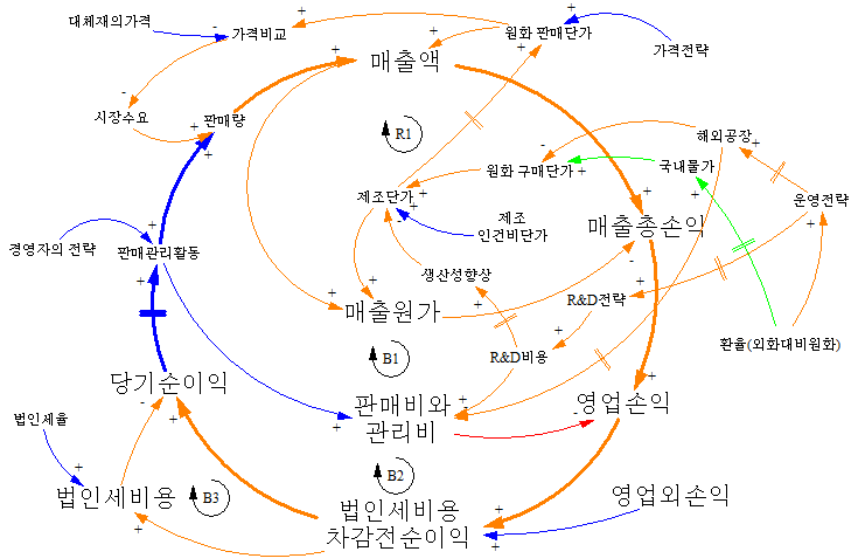 대체재의가격
가격비교
원화 판매단가
가격전략
매출액
시장수요
판매량
R1
해외공장
원화 구매단가
국내물가
제조단가
운영전략
제조
인건비단가
매출총손익
경영자의 전략
판매관리활동
생산성향상
R&D전략
매출원가
환율(외화대비원화)
B1
R&D비용
당기순이익
판매비와
관리비
영업손익
법인세율
B2
법인세비용
B3
법인세비용
차감전순이익
영업외손익